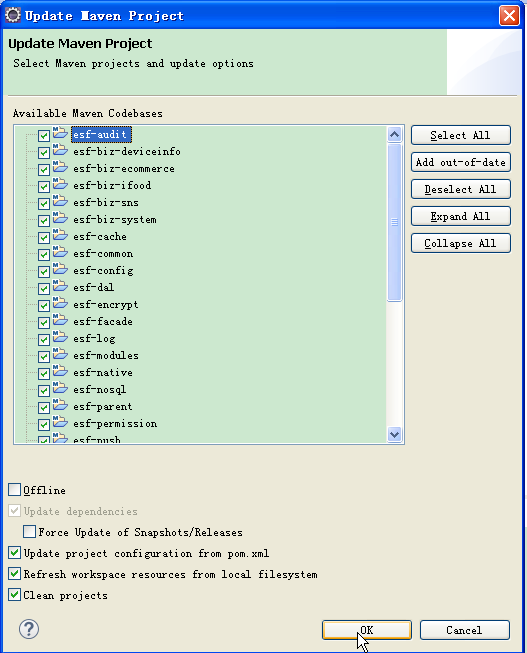 Update Maven Project
Update Maven Project
Select Maven projects and update options
Available Maven Codebases
esf-audit
esf-biz-deviceinfo
esf-biz-ecommerce
esf-biz-ifood
esf-biz-sns
esf-biz-system
esf-cache
esf-common
esf-config
esf-dal
esf-encrypt
esf-facade
esf-log
esf-modules
esf-native
esf-nosql
esf-parent
esf-permission
esf-push
Select All
Add out-of-date
Deselect All
Expand All
Collapse All
Offline
Update dependencies
Force Update of Snapshots/Releases
Update project configuration from pom.xml
Refresh workspace resources from local filesystem
Clean projects
?
OK
Cancel